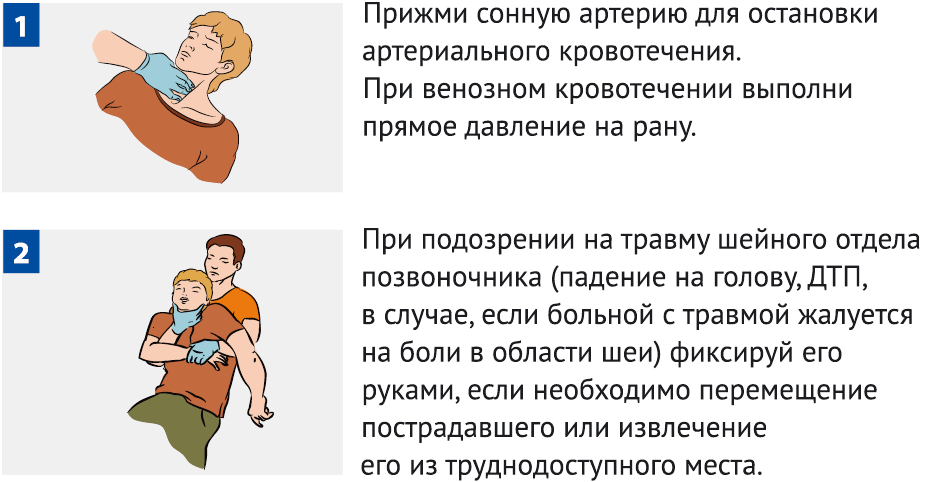 1
Прижми сонную артерию для остановки
артериального кровотечения.
При венозном кровотечении выполни
прямое давление на рану.
2
При подозрении на травму шейного отдела
позвоночника (падение на голову, ДТП,
в случае, если больной с травмой жалуется
на боли в области шеи) фиксируй его
руками, если необходимо перемещение
пострадавшего или извлечение
его из труднодоступного места.